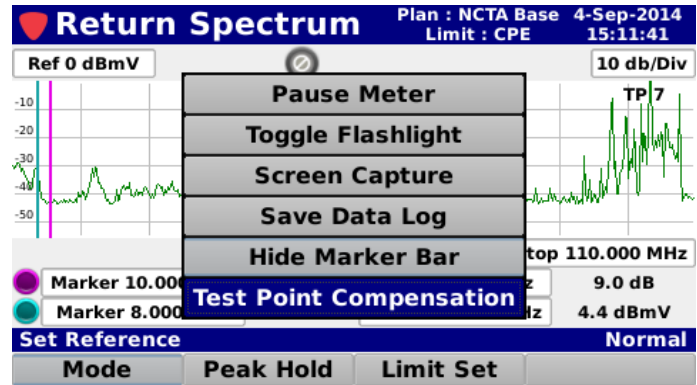 Return Spectrum
Plan : NCTA Base 4-Sep-2014
Limit : CPE 15:11:41
Ref 0 dBmV
10 db/Div
TP 7
-10
-20
-30
-40
-50
Pause Meter
Toggle Flashlight
Screen Capture
Save Data Log
Hide Marker Bar
Test Point Compensation
top 110.000 MHz
Marker 10.00
z
9.0 dB
Marker 8.000
Hz
4.4 dBmV
Set Reference
Normal
Mode Peak Hold Limit Set